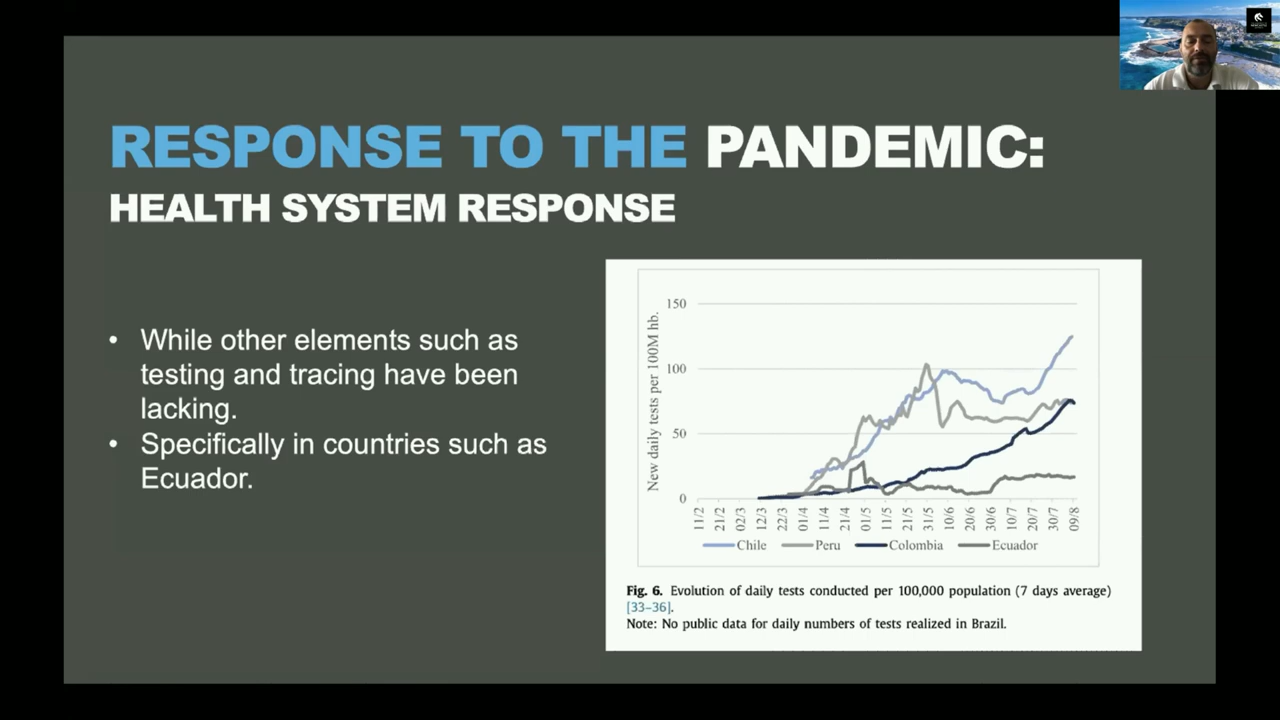 RESPONSE TO THE PANDEMIC:
HEALTH SYSTEM RESPONSE
• While other elements such as
testing and tracing have been
lacking.
• Specifically in countries such as
Ecuador.
New daily tests per 100M hb.
150
100
50
0
11/2 21/2 02/3 12/3 22/3 01/4 11/4 21/4 01/5 11/5 21/5 31/5 10/6 20/6 30/6 10/7 20/7 30/7 09/8
Chile Peru Colombia Ecuador
Fig. 6. Evolution of daily tests conducted per 100,000 population (7 days average)
[33–36].
Note: No public data for daily numbers of tests realized in Brazil.